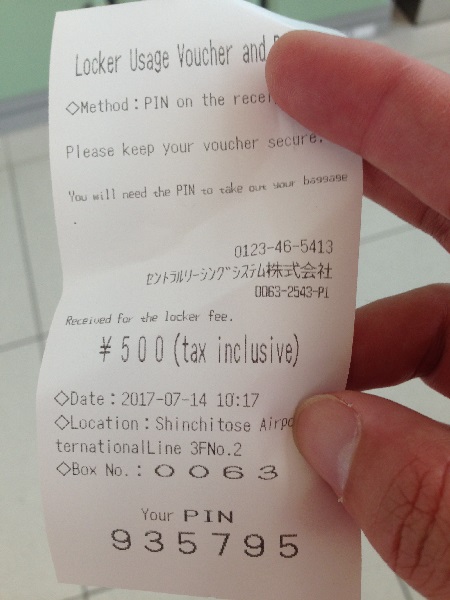 Locker Usage Voucher and
◇Method：PIN on the recei
Please keep your voucher secure.
You will need the PIN to take out your baggage
.
0123-46-5413
セントラルリーシングシステム株式会社
0063-2543-P1
Received for the locker fee.
¥500(tax inclusive)
◇Date：2017-07-14 10:17
◇Location：Shinchitose Airpo
ternationalLine 3FNo.2
◇Box No.：0063
Your PIN
935795